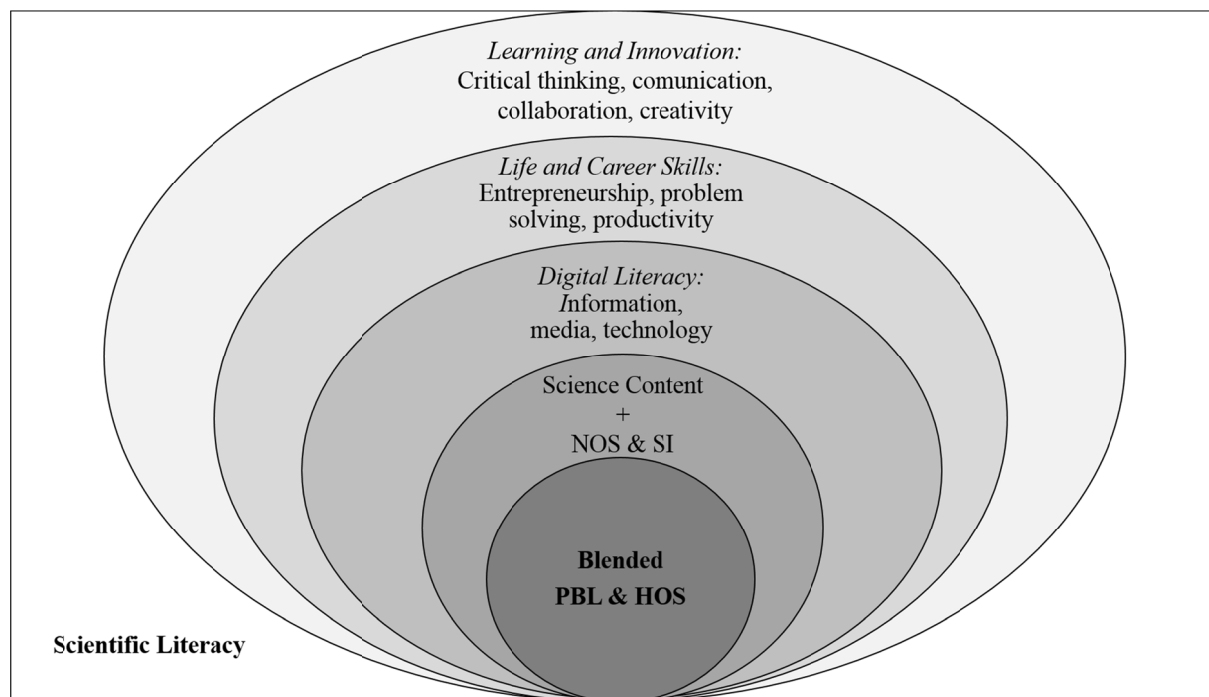 Learning and Innovation:
Critical thinking, comunication,
collaboration, creativity
Life and Career Skills:
Entrepreneurship, problem
solving, productivity
Digital Literacy:
Information,
media, technology
Science Content
+
NOS & SI
Blended
PBL & HOS
Scientific Literacy